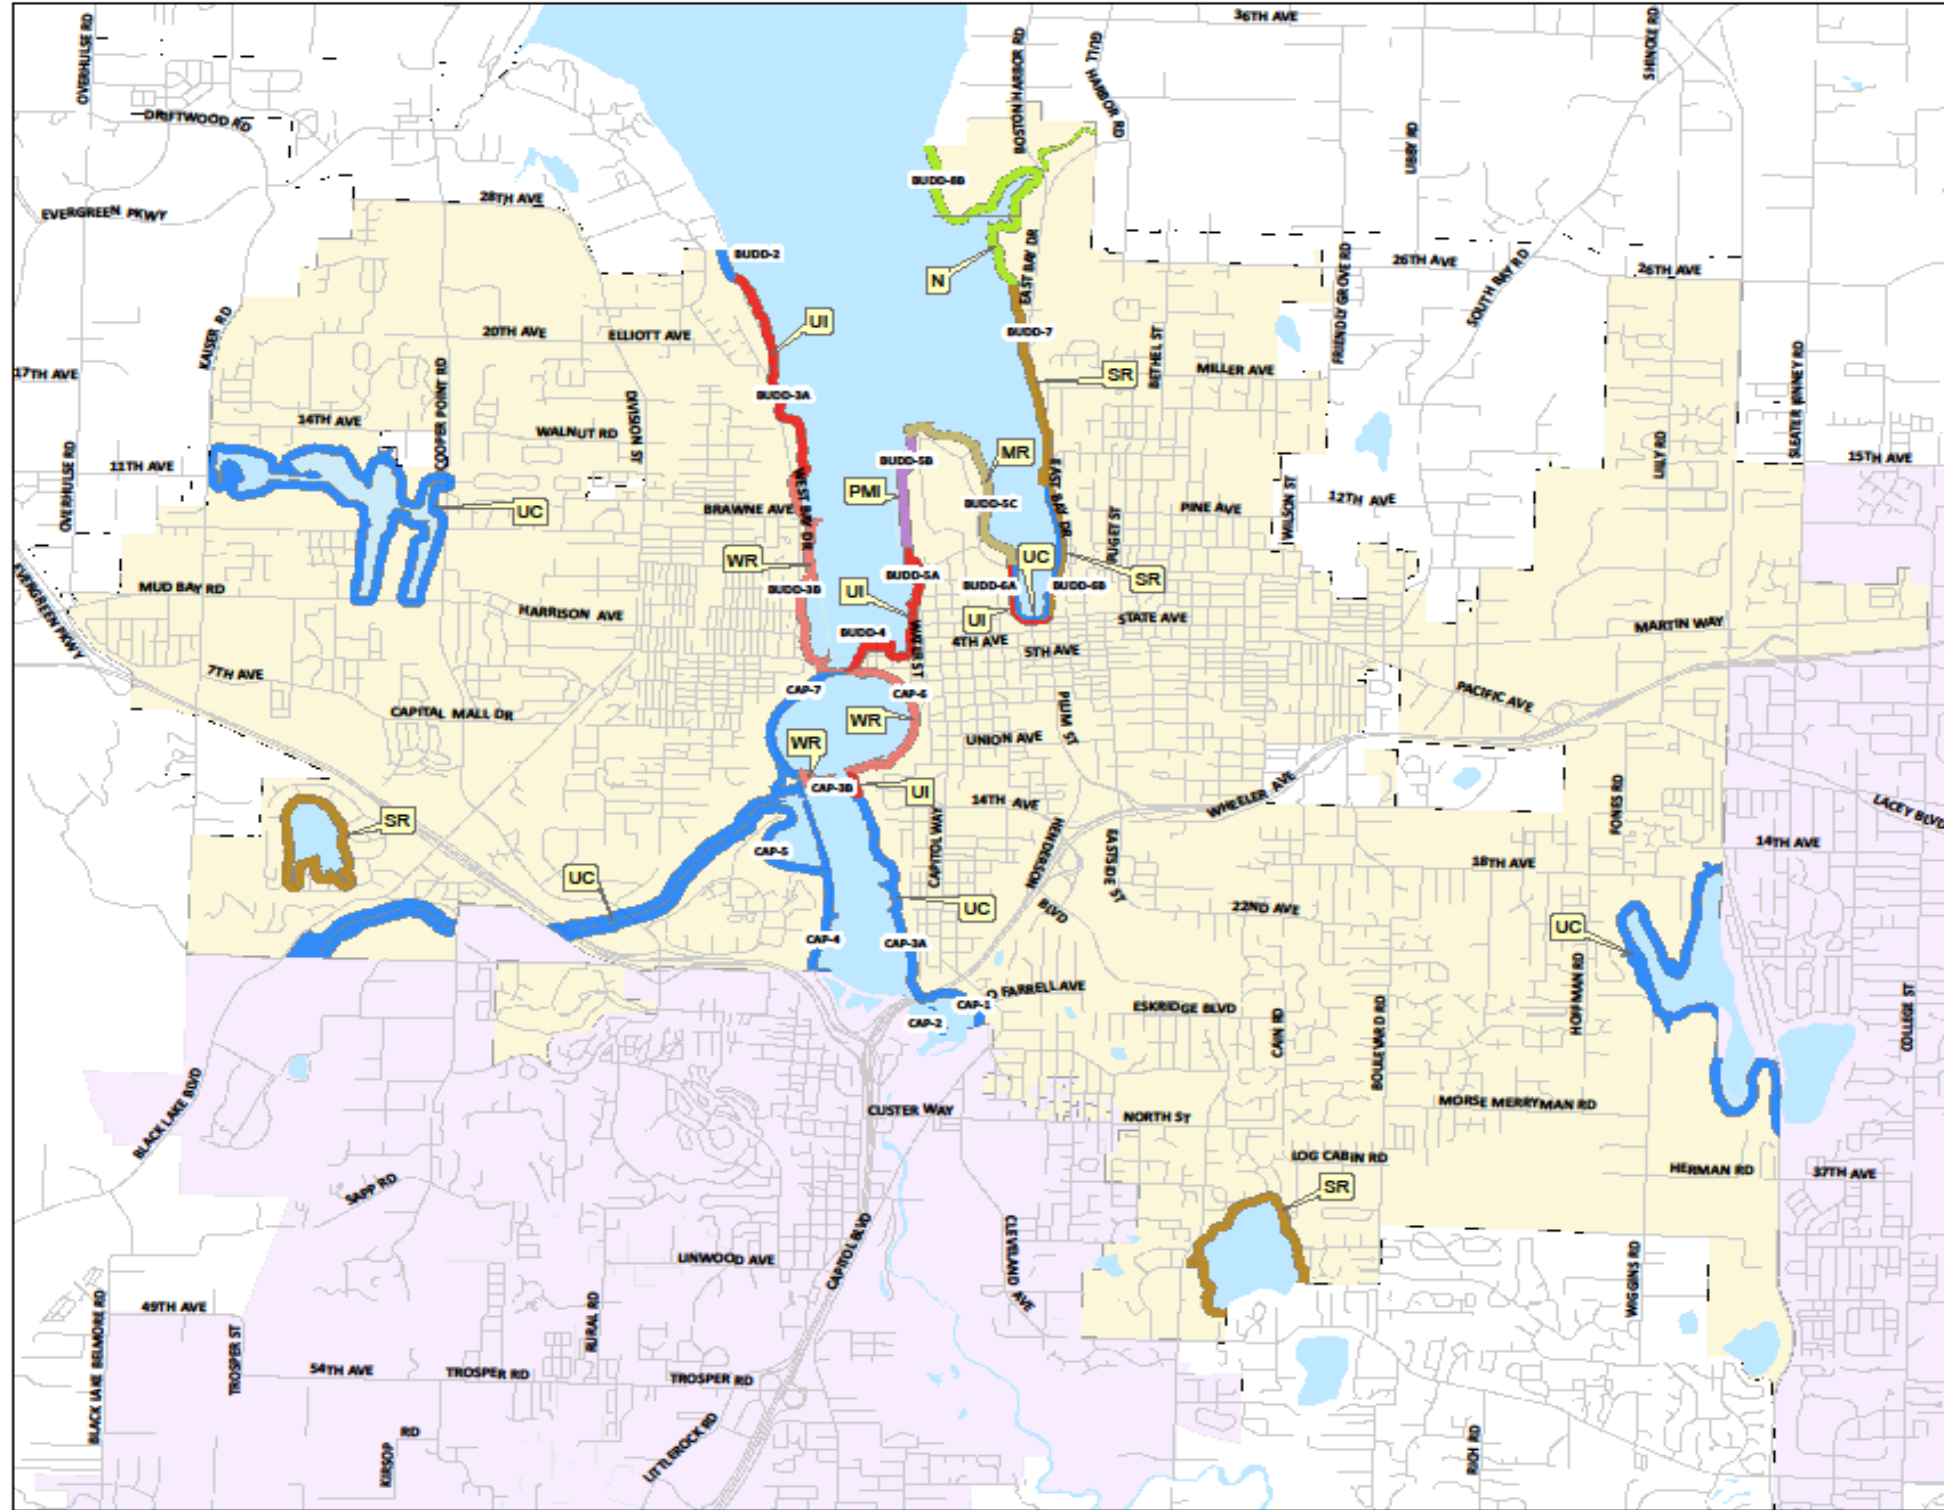 36TH AVE
OVERHULSE RD
BOSTON HARBOR RD
GULL HARBOR RD
SHINCKE RD
DRIFTWOOD RD
LIBBY RD
BUDD-8B
28TH AVE
EVERGREEN PKWY
EAST BAY DR
BUDD-2
N
FRIENDLY GROVE RD
26TH AVE
SOUTH BAY RD
26TH AVE
KAISER RD
UI
20TH AVE
ELLIOTT AVE
BUDD-7
BETHEL ST
SLEATER KINNEY RD
17TH AVE
COOPER POINT RD
SR
MILLER AVE
BUDD-3A
DIVISION ST
14TH AVE
WALNUT RD
LILLY RD
OVERHULSE RD
11TH AVE
BUDD-5B
MR
15TH AVE
WEST BAY DR
PMI
EAST BAY DR
WILSON ST
12TH AVE
UC
BRAWNE AVE
BUDD-5C
PUGET ST
PINE AVE
WR
UC
EVERGREEN PKWY
MUD BAY RD
BUDD-3B
UI
BUDD-5A
BUDD-6A
BUDD-6B
SR
HARRISON AVE
UI
STATE AVE
BUDD-4
WATER ST
4TH AVE
5TH AVE
MARTIN WAY
7TH AVE
CAP-7
CAP-6
PLUM ST
PACIFIC AVE
CAPITAL MALL DR
WR
WR
UNION AVE
CAP-3B
UI
14TH AVE
WHEELER AVE
FONES RD
LACEY BLVD
SR
CAPITOL WAY
HENDERSON BLVD
EASTSIDE ST
14TH AVE
CAP-5
18TH AVE
UC
UC
22ND AVE
UC
CAP-4
CAP-3A
HOFFMAN RD
O FARRELL AVE
CAP-1
CAP-2
ESKRIDGE BLVD
CAIN RD
BOULEVARD RD
COLLEGE ST
BLACK LAKE BLVD
CUSTER WAY
NORTH ST
MORSE MERRYMAN RD
LOG CABIN RD
HERMAN RD
37TH AVE
SAPP RD
SR
CAPITOL BLVD
CLEVELAND AVE
LINWOOD AVE
WIGGINS RD
BLACK LAKE BELMORE RD
49TH AVE
TROSPER ST
RURAL RD
54TH AVE
TROSPER RD
TROSPER RD
KIRSOP RD
LITTLEROCK RD
RICH RD